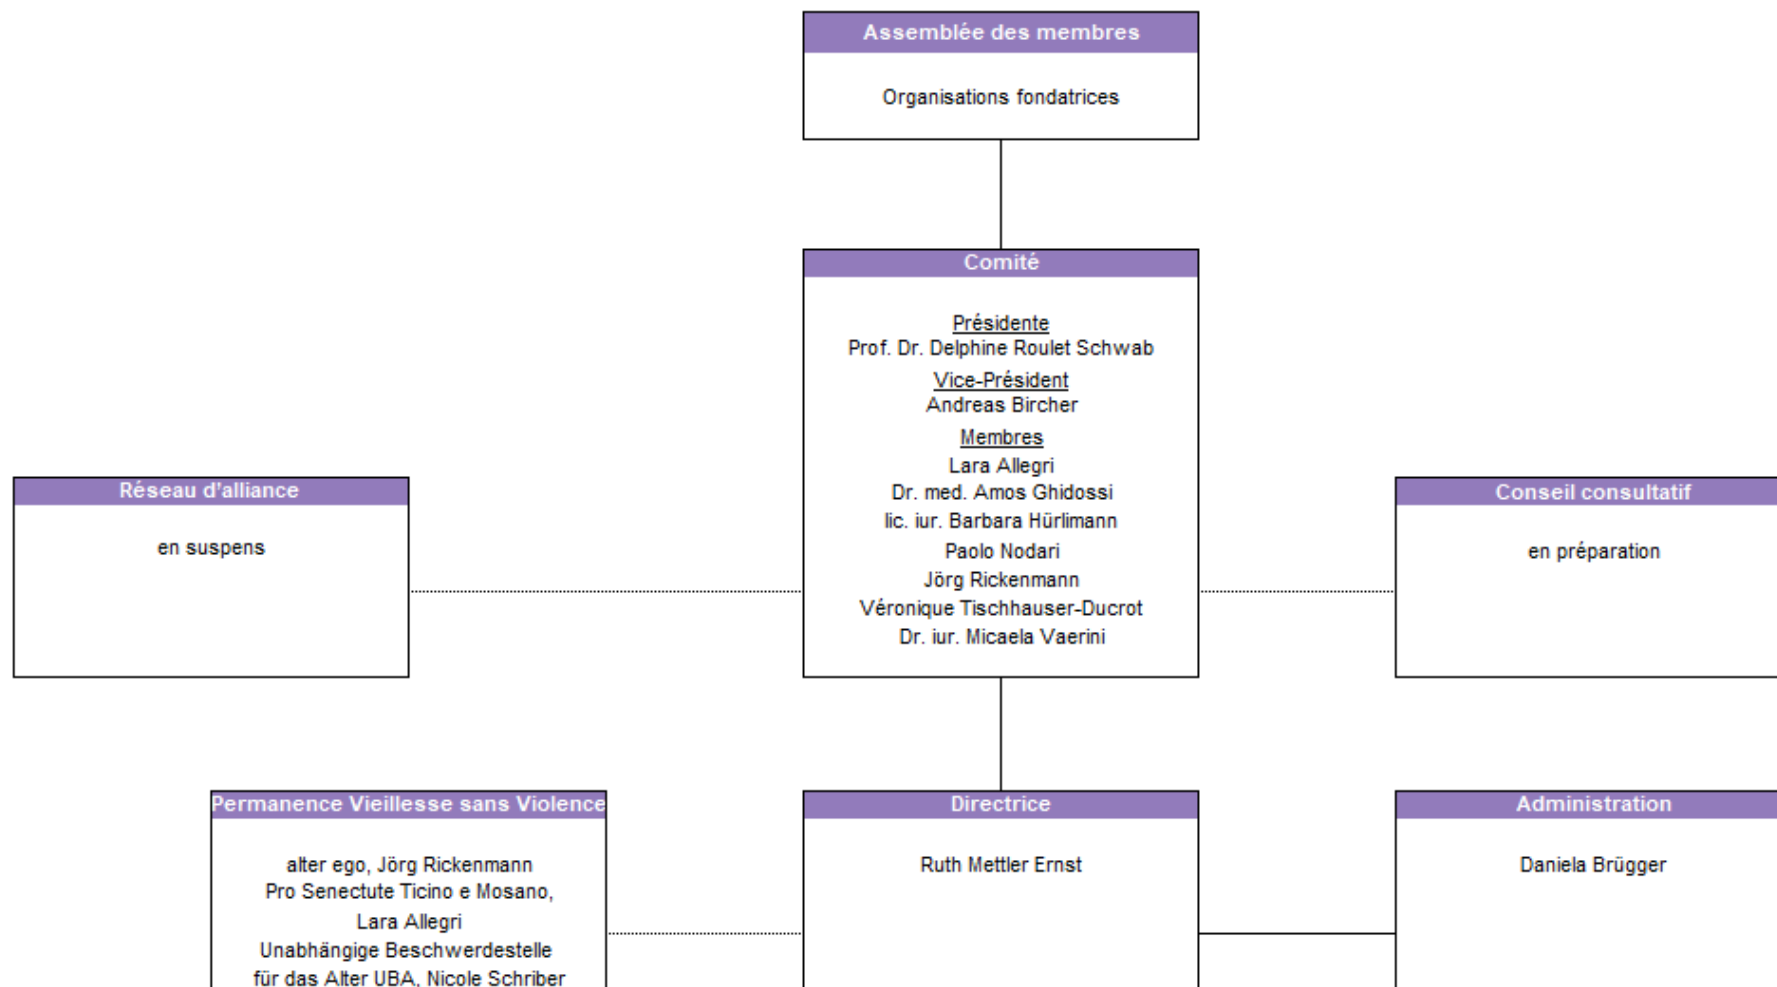 Assemblée des membres
Organisations fondatrices
Comité
Présidente
Prof. Dr. Delphine Roulet Schwab
Vice-Président
Andreas Bircher
Membres
Lara Allegri
Dr. med. Amos Ghidossi
lic. iur. Barbara Hürlimann
Paolo Nodari
Jörg Rickenmann
Véronique Tischhauser-Ducrot
Dr. iur. Micaela Vaerini
Réseau d'alliance
en suspens
Conseil consultatif
en préparation
Permanence Vieillesse sans Violence
alter ego, Jörg Rickenmann
Pro Senectute Ticino e Mosano,
Lara Allegri
Unabhängige Beschwerdestelle
für das Alter UBA, Nicole Schriber
Directrice
Ruth Mettler Ernst
Administration
Daniela Brügger